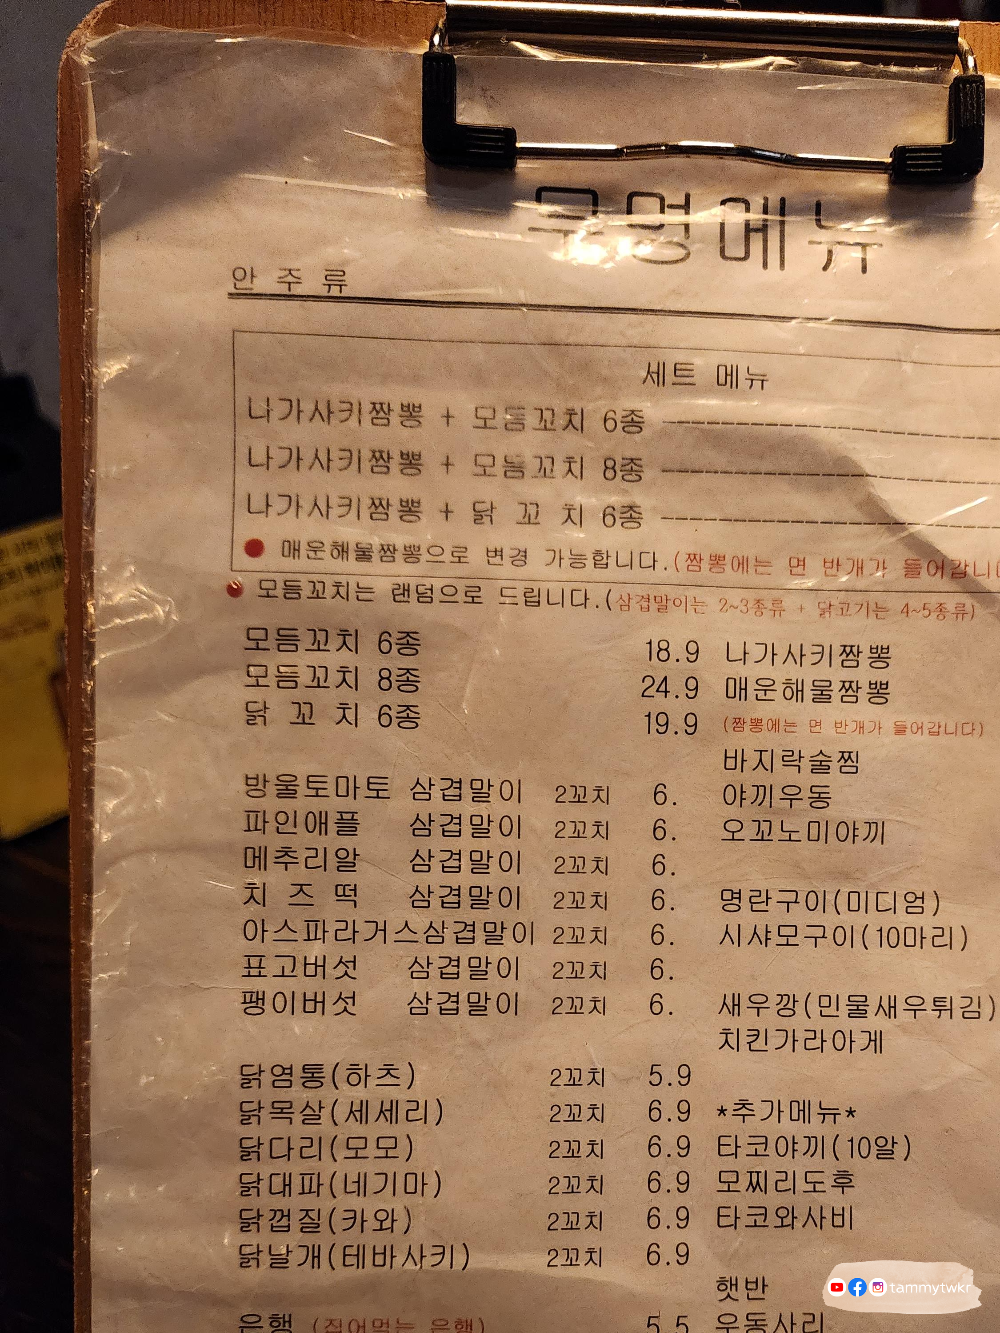 무명메뉴
안 주 류
세트 메뉴
나가사키짬뽕 + 모듬꼬치 6종
나가사키짬뽕 + 모듬꼬치 8종
나가사키짬뽕 + 닭 꼬 치 6종
● 매운해물짬뽕으로 변경 가능합니다.(짬뽕에는 면 반개가 들어갑니
● 모듬꼬치는 랜덤으로 드립니다.(삼겹말이는 2~3종류 + 닭고기는 4~5종류)
모듬꼬치 6종 18.9
모듬꼬치 8종 24.9
닭 꼬 치 6종 19.9
방울토마토 삼겹말이 2꼬치 6.
파인애플 삼겹말이 2꼬치 6.
메추리알 삼겹말이 2꼬치 6.
치 즈 떡 삼겹말이 2꼬치 6.
아스파라거스삼겹말이 2꼬치 6.
표고버섯 삼겹말이 2꼬치 6.
팽이버섯 삼겹말이 2꼬치 6.
닭염통(하츠) 2꼬치 5.9
닭목살(세세리) 2꼬치 6.9
닭다리(모모) 2꼬치 6.9
닭대파(네기마) 2꼬치 6.9
닭껍질(카와) 2꼬치 6.9
닭날개(테바사키) 2꼬치 6.9
은행 (집어먹는 은행) 5.5
나가사키짬뽕
매운해물짬뽕
(짬뽕에는 면 반개가 들어갑니다)
바지락술찜
야끼우동
오꼬노미야끼
명란구이(미디엄)
시샤모구이(10마리)
새우깡(민물새우튀김)
치킨가라아게
*추가메뉴*
타코야끼(10알)
모찌리도후
타코와사비
햇반
우동사리
tammytwkr